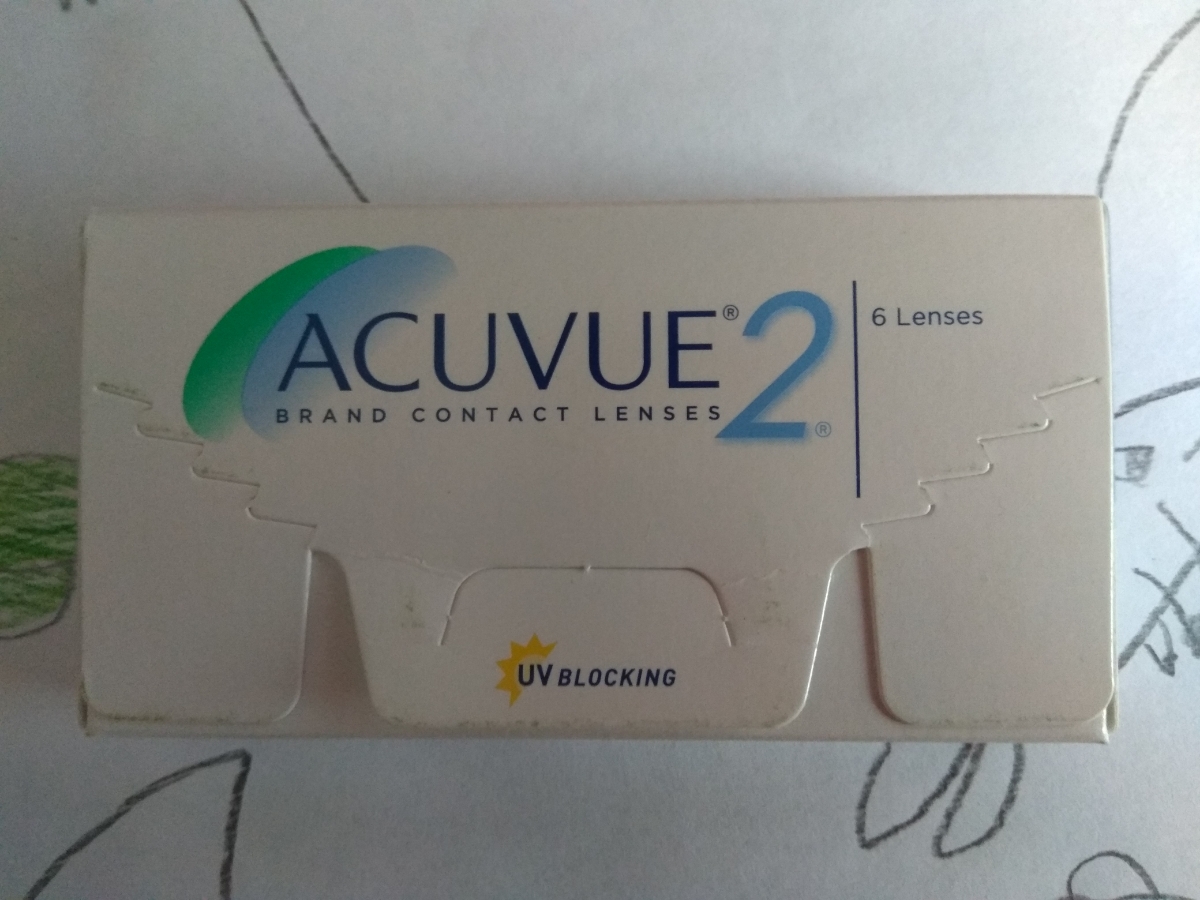 ACUVUE® 2®
BRAND CONTACT LENSES
6 Lenses
UV BLOCKING